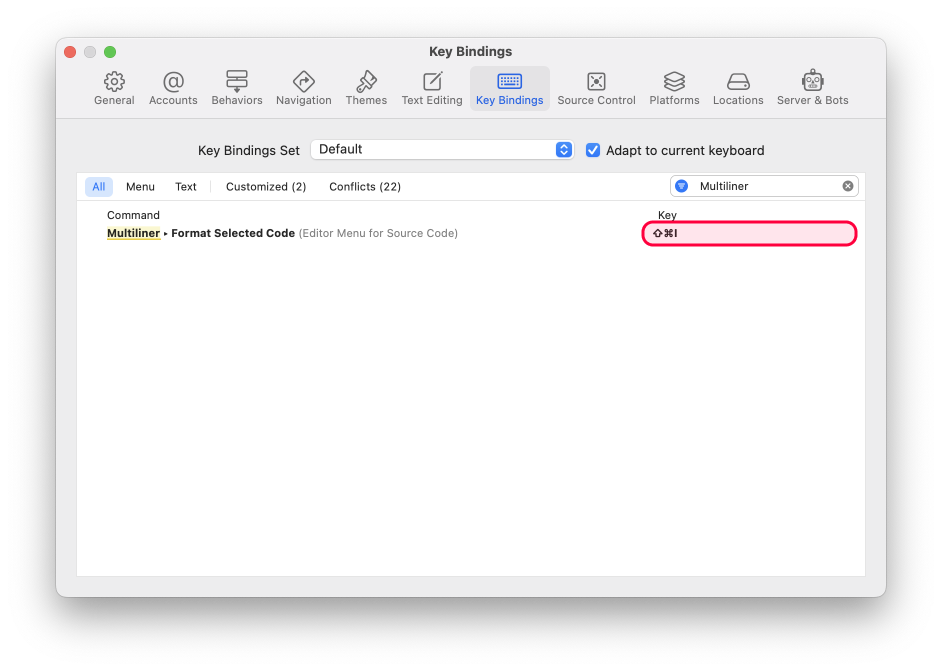 Key Bindings
General Accounts Behaviors Navigation Themes Text Editing Key Bindings Source Control Platforms Locations Server & Bots
Key Bindings Set Default Adapt to current keyboard
All Menu Text Customized (2) Conflicts (22) Multiliner
Command Key
Multiliner ▸ Format Selected Code (Editor Menu for Source Code) ⇧⌘I